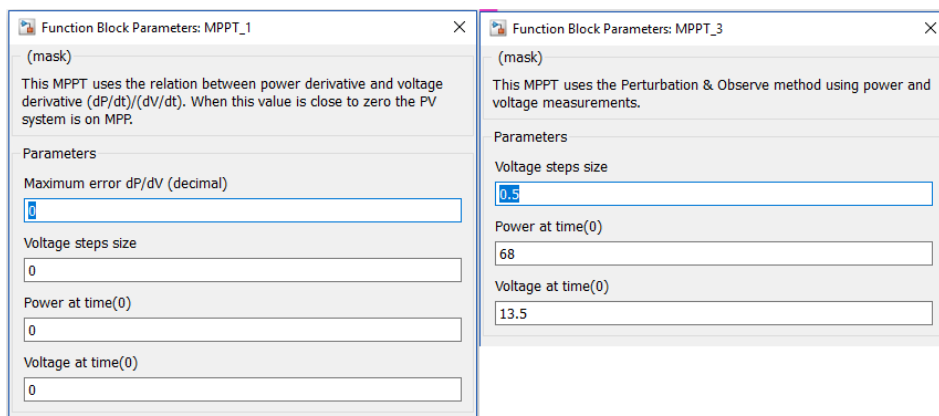 Function Block Parameters: MPPT_1
(mask)
This MPPT uses the relation between power derivative and voltage
derivative (dP/dt)/(dV/dt). When this value is close to zero the PV
system is on MPP.
Parameters
Maximum error dP/dV (decimal)
0
Voltage steps size
0
Power at time(0)
0
Voltage at time(0)
0
Function Block Parameters: MPPT_3
(mask)
This MPPT uses the Perturbation & Observe method using power and
voltage measurements.
Parameters
Voltage steps size
0.5
Power at time(0)
68
Voltage at time(0)
13.5